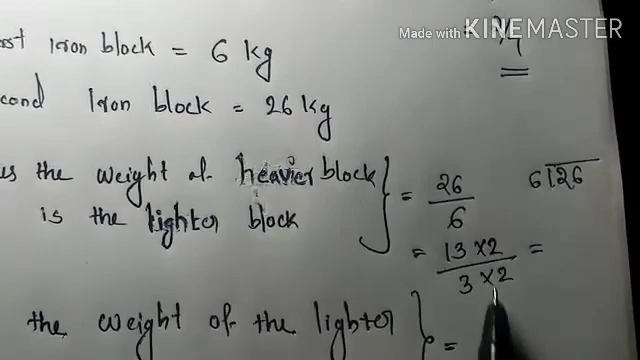 Made with KINEMASTER
Iron block = 6 kg
Iron block = 26 kg
the weight of heavier block
is the lighter block
= 26/6
6)26
= 13×2/3×2 =
the weight of the lighter
=